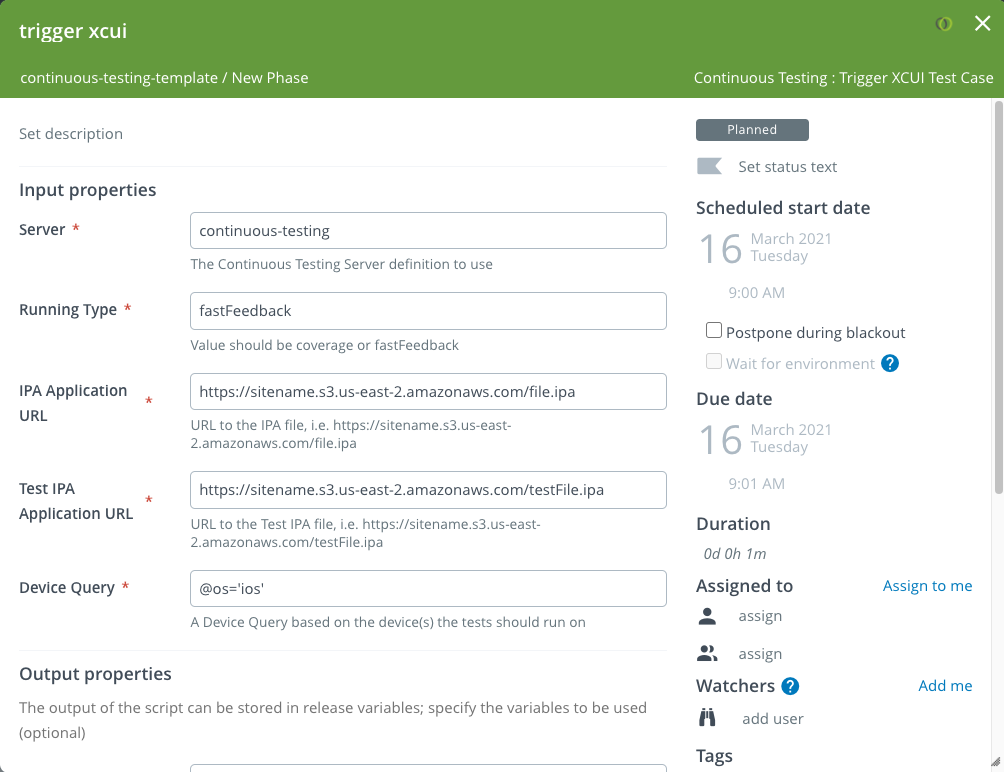 trigger xcui
continuous-testing-template / New Phase
Continuous Testing : Trigger XCUI Test Case
Set description
Input properties
Server *
continuous-testing
The Continuous Testing Server definition to use
Running Type *
fastFeedback
Value should be coverage or fastFeedback
IPA Application
URL *
https://sitename.s3.us-east-2.amazonaws.com/file.ipa
URL to the IPA file, i.e. https://sitename.s3.us-east-
2.amazonaws.com/file.ipa
Test IPA
Application URL *
https://sitename.s3.us-east-2.amazonaws.com/testFile.ipa
URL to the Test IPA file, i.e. https://sitename.s3.us-east-
2.amazonaws.com/testFile.ipa
Device Query *
@os='ios'
A Device Query based on the device(s) the tests should run on
Output properties
The output of the script can be stored in release variables; specify the variables to be used
(optional)
Planned
Set status text
Scheduled start date
16
March 2021
Tuesday
9:00 AM
Postpone during blackout
Wait for environment ?
Due date
16
March 2021
Tuesday
9:01 AM
Duration
0d 0h 1m
Assigned to
Assign to me
assign
assign
Watchers ?
Add me
add user
Tags